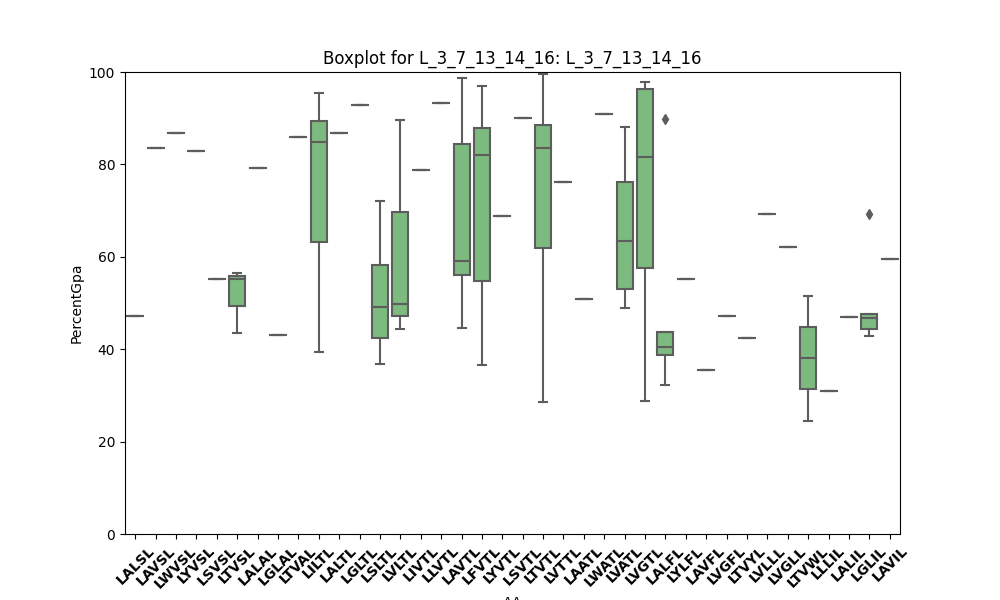 Boxplot for L_3_7_13_14_16: L_3_7_13_14_16
PercentGpa
100
80
60
40
20
0
LALSL
LAVSL
LWVSL
LYVSL
LSVSL
LTVSL
LALAL
LGLAL
LTVAL
LILTL
LALTL
LGLTL
LSLTL
LVLTL
LIVTL
LLVTL
LAVTL
LFVTL
LYVTL
LSVTL
LTVTL
LVTTL
LAATL
LWATL
LVATL
LVGTL
LALFL
LYLFL
LAVFL
LVGFL
LTVYL
LVLLL
LVGLL
LTVWL
LLLIL
LALIL
LGLIL
LAVIL